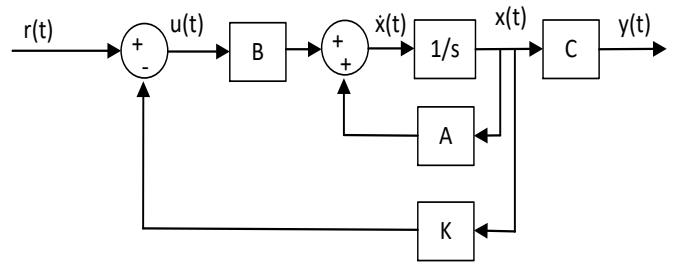 r(t)
+
-
u(t)
B
+
+
ẋ(t)
1/s
x(t)
C
y(t)
A
K